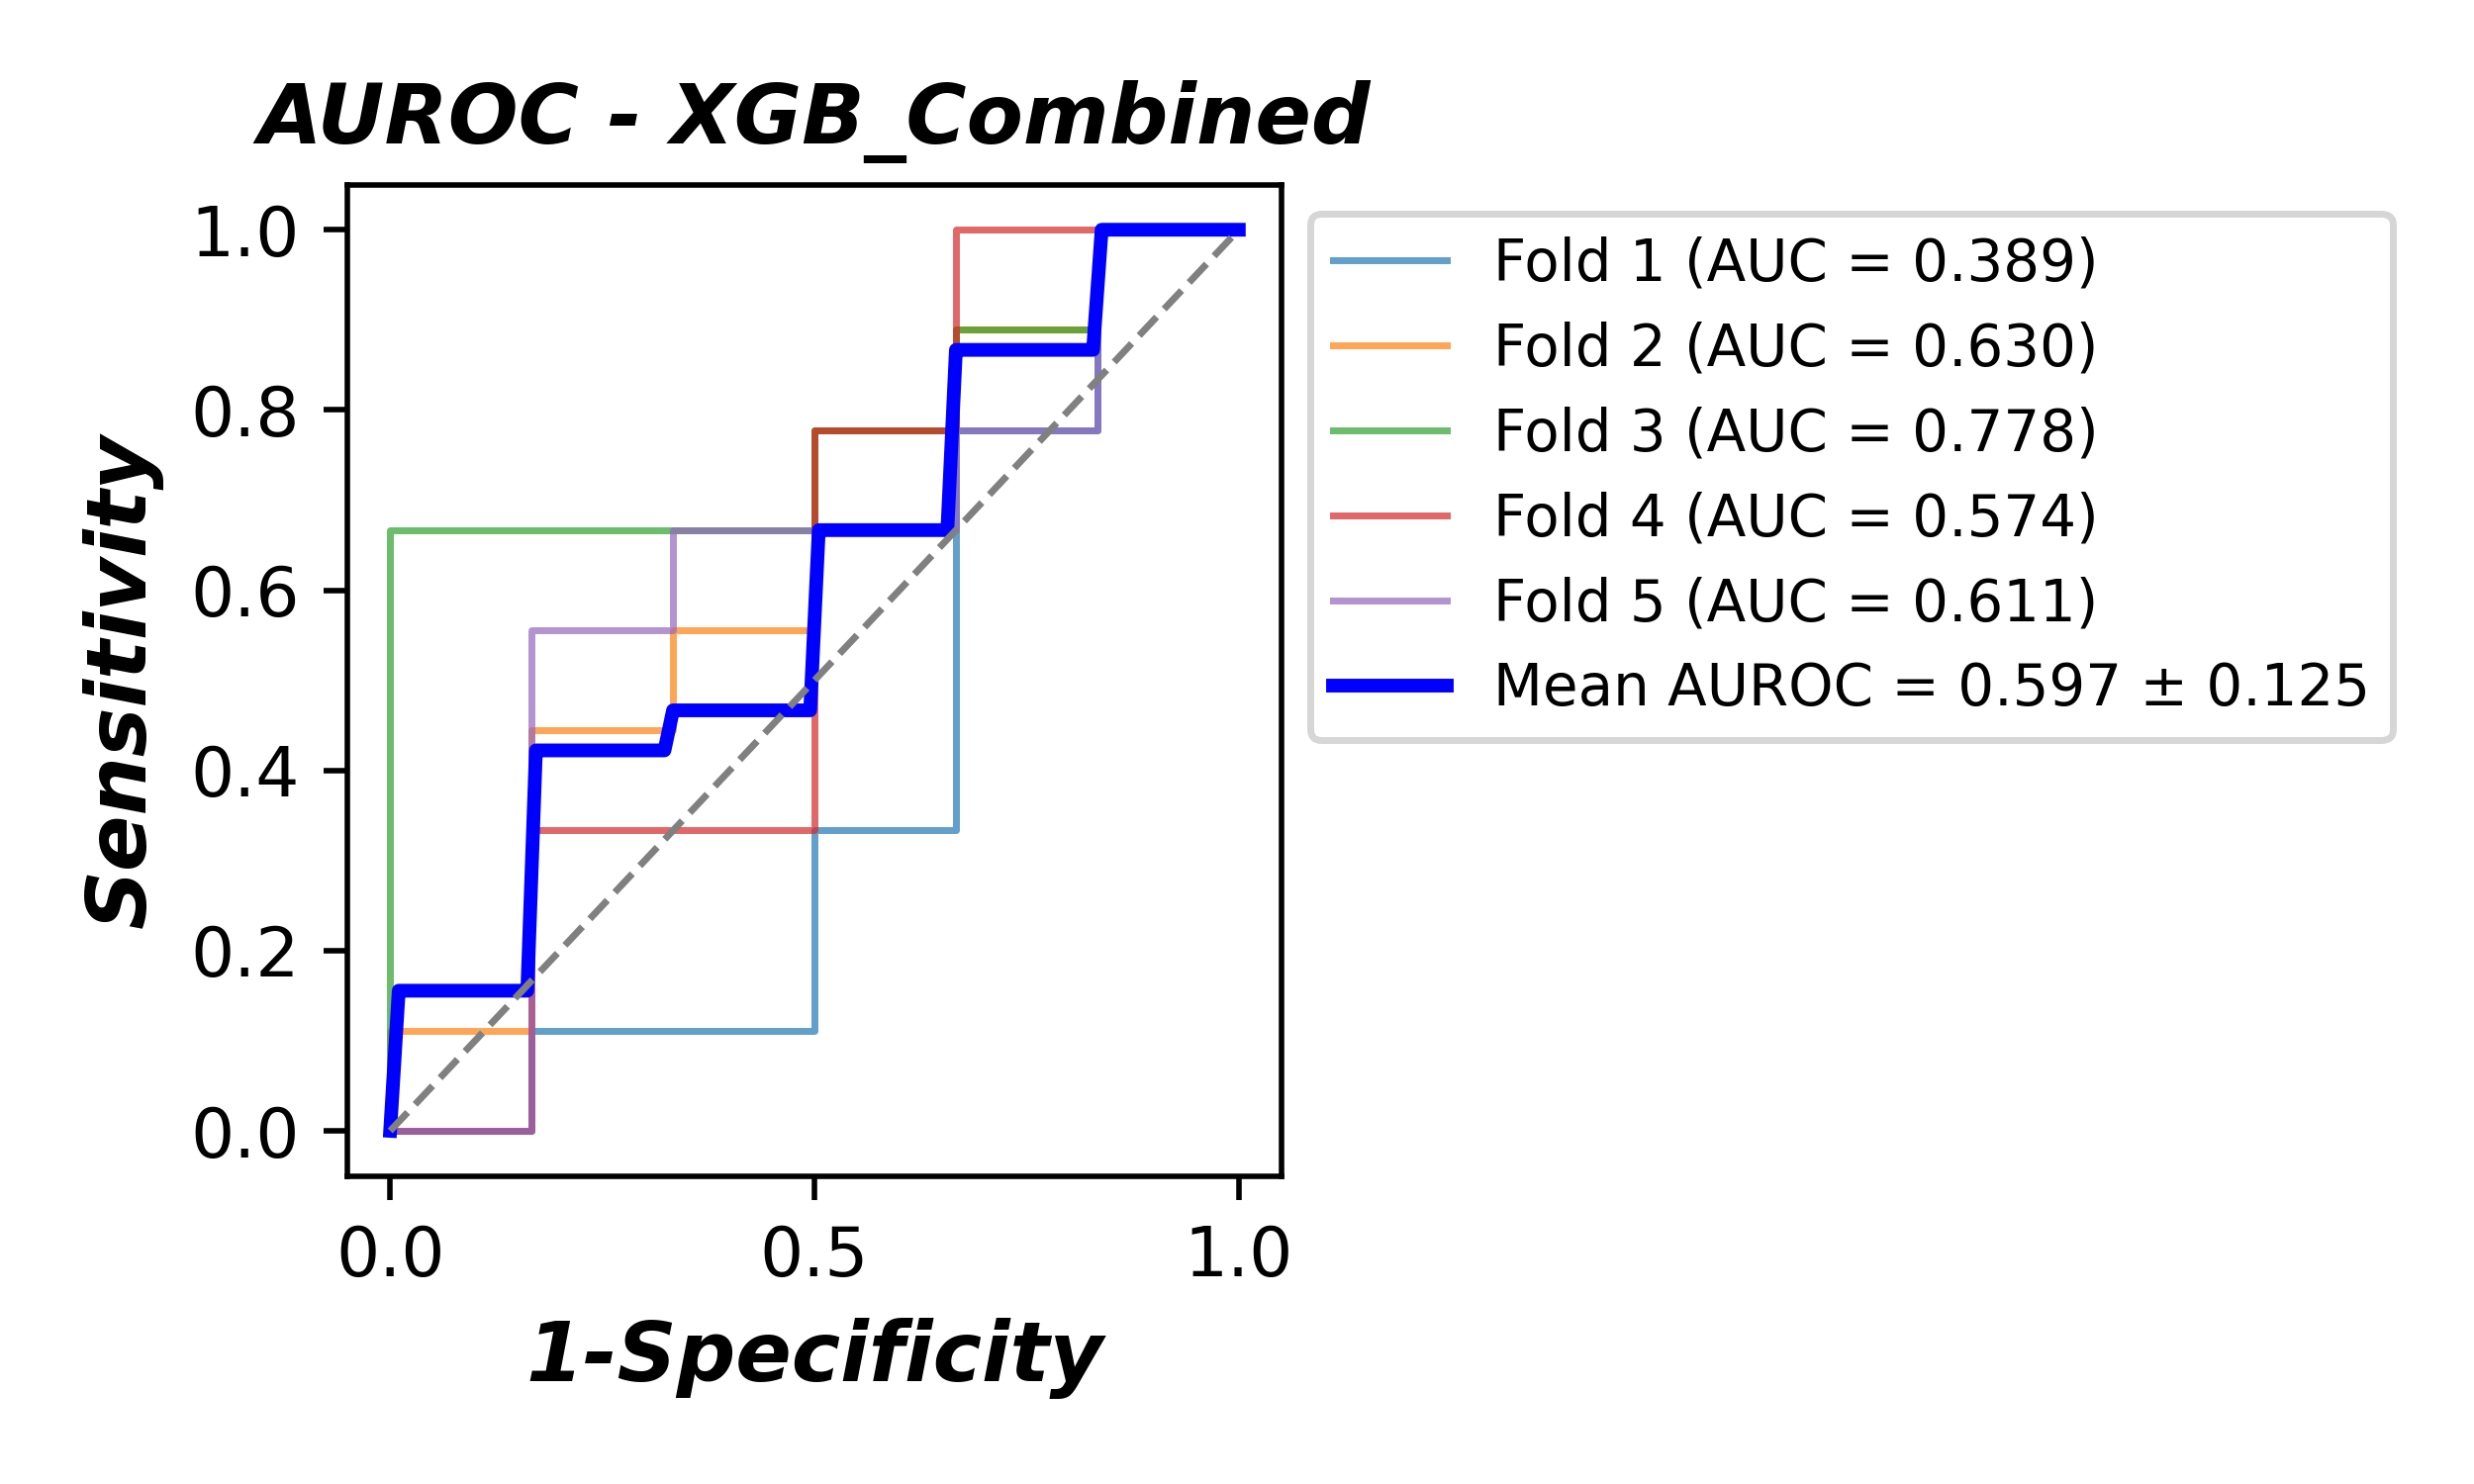 AUROC - XGB_Combined
Sensitivity
1.0
0.8
0.6
0.4
0.2
0.0
0.0 0.5 1.0
1-Specificity
Fold 1 (AUC = 0.389)
Fold 2 (AUC = 0.630)
Fold 3 (AUC = 0.778)
Fold 4 (AUC = 0.574)
Fold 5 (AUC = 0.611)
Mean AUROC = 0.597 ± 0.125